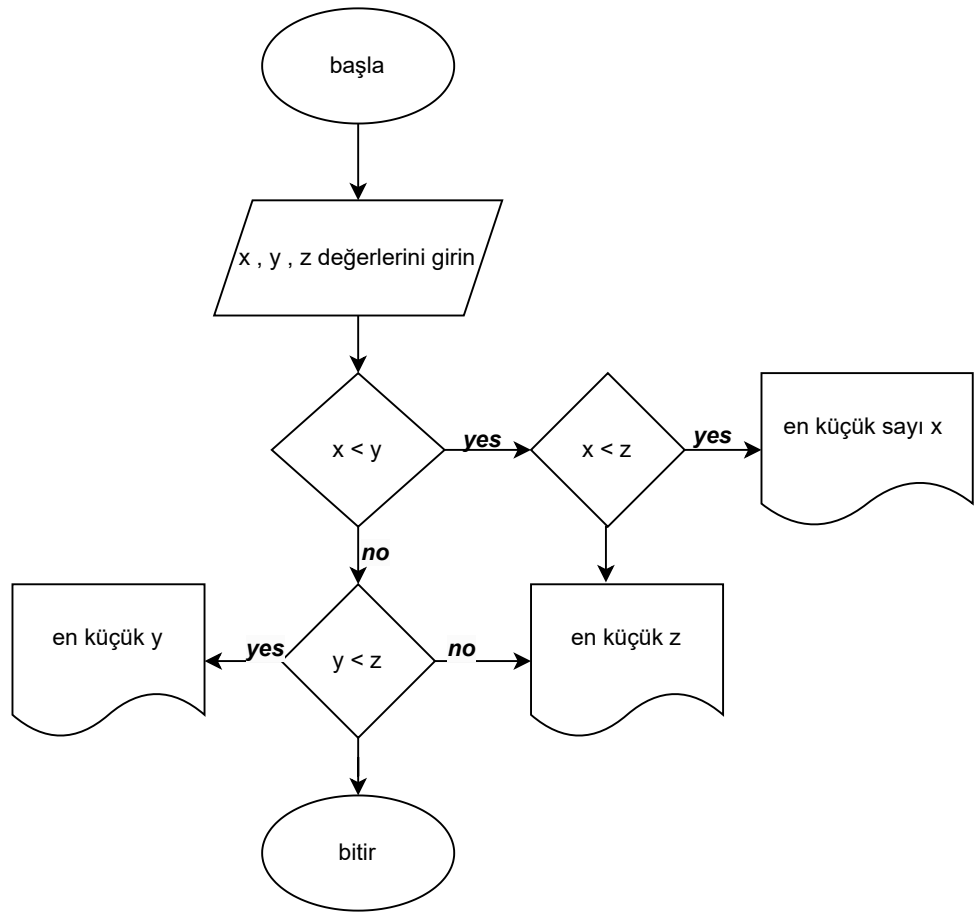 başla
x , y , z değerlerini girin
x < y
yes
x < z
yes
en küçük sayı x
no
en küçük y
yes
y < z
no
en küçük z
bitir